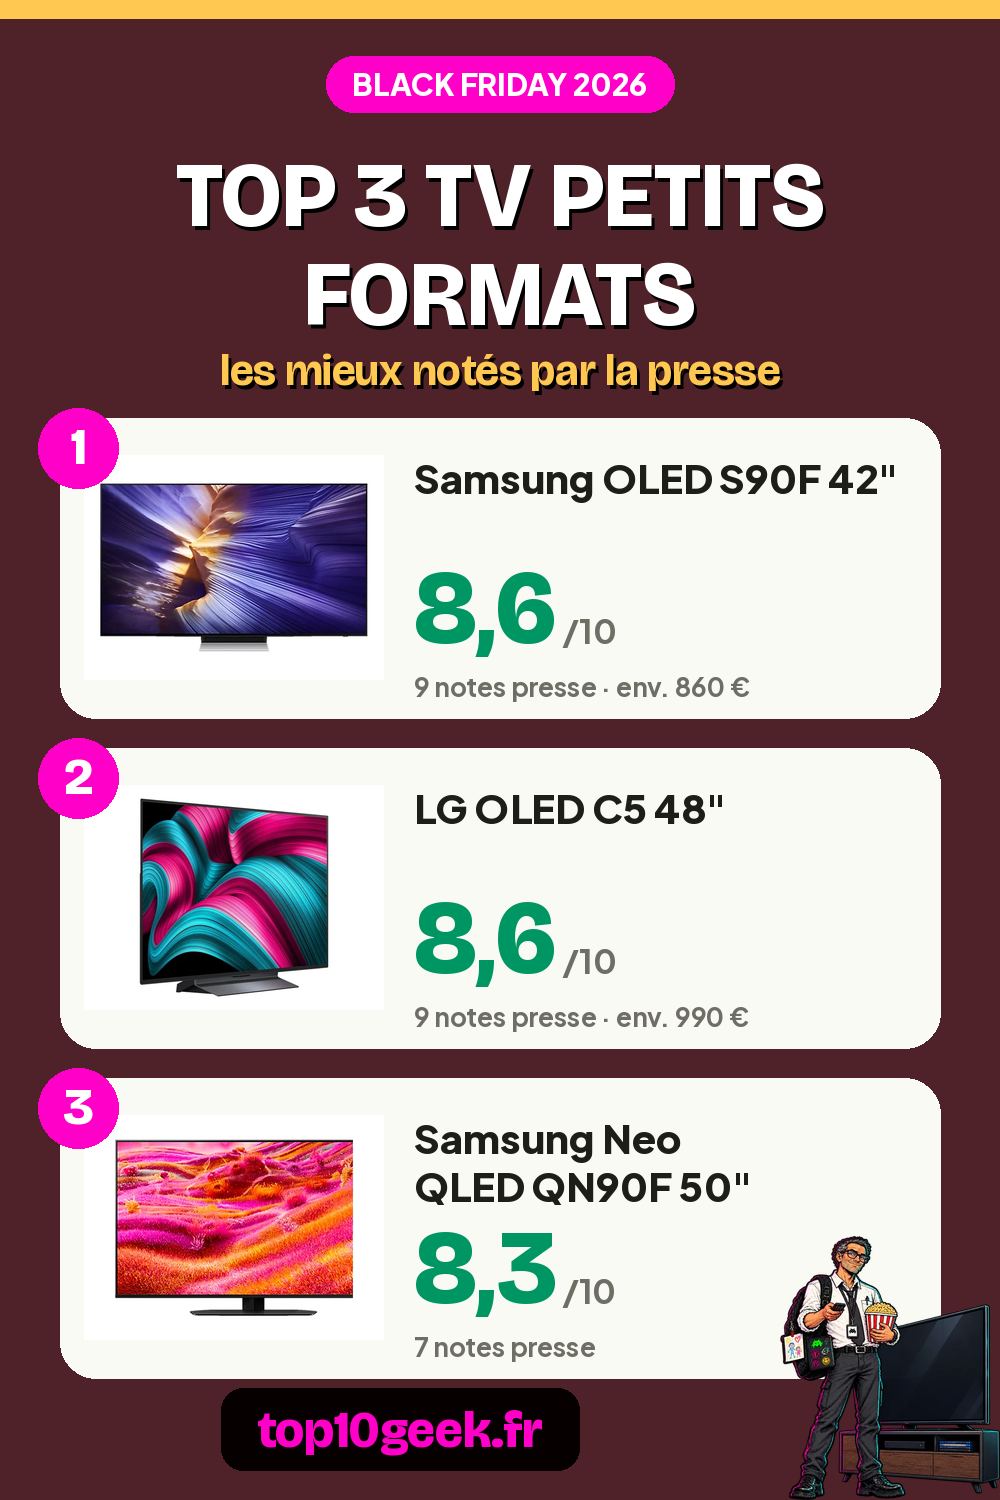 BLACK FRIDAY 2026
TOP 3 TV PETITS
FORMATS
les mieux notés par la presse
1
Samsung OLED S90F 42"
8,6 /10
9 notes presse · env. 860 €
2
LG OLED C5 48"
8,6 /10
9 notes presse · env. 990 €
3
Samsung Neo
QLED QN90F 50"
8,3 /10
7 notes presse
top10geek.fr